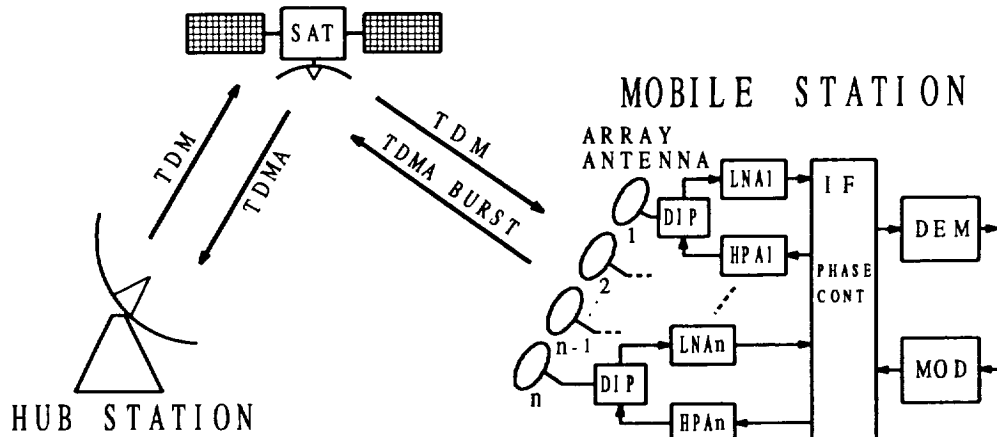 SAT
MOBILE STATION
TDM
TDMA
TDM
TDMA BURST
ARRAY
ANTENNA
LNA1
IF
DIP
1
DEM
HPA1
PHASE
CONT
2
n-1
LNAn
MOD
DIP
n
HPAn
HUB STATION